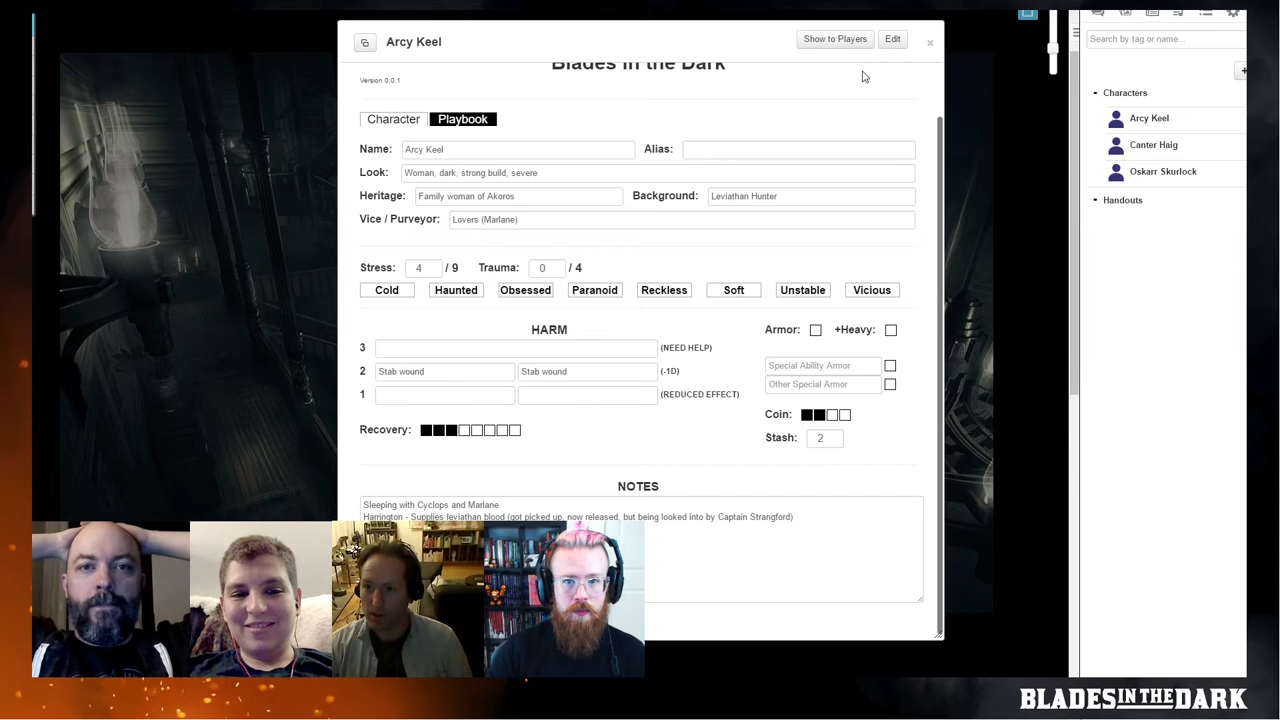 Arcy Keel
Show to Players
Edit
Blades in the Dark
Version 0.0.1
Character
Playbook
Name: Arcy Keel Alias:
Look: Woman, dark, strong build, severe
Heritage: Family woman of Akoros Background: Leviathan Hunter
Vice / Purveyor: Lovers (Marlane)
Stress: 4 / 9 Trauma: 0 / 4
Cold Haunted Obsessed Paranoid Reckless Soft Unstable Vicious
HARM
3 (NEED HELP)
2 Stab wound Stab wound (-1D)
1 (REDUCED EFFECT)
Recovery:
Armor: +Heavy:
Special Ability Armor
Other Special Armor
Coin:
Stash: 2
NOTES
Sleeping with Cyclops and Marlane
Harrington - Supplies leviathan blood (got picked up, now released, but being looked into by Captain Strangford)
Search by tag or name...
Characters
Arcy Keel
Canter Haig
Oskarr Skurlock
Handouts
BLADES IN THE DARK